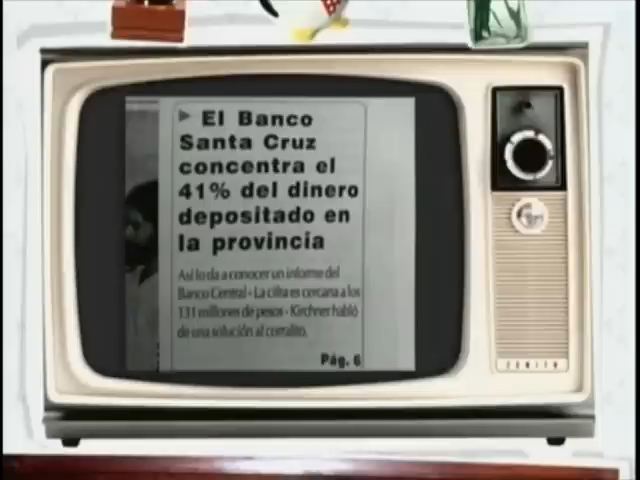 El Banco
Santa Cruz
concentra el
41% del dinero
depositado en
la provincia
Así lo da a conocer un informe del
Banco Central - La cifra es cercana a los
131 millones de pesos - Kirchner habló
de una solución al corralito.
Pág. 6
ZENITH